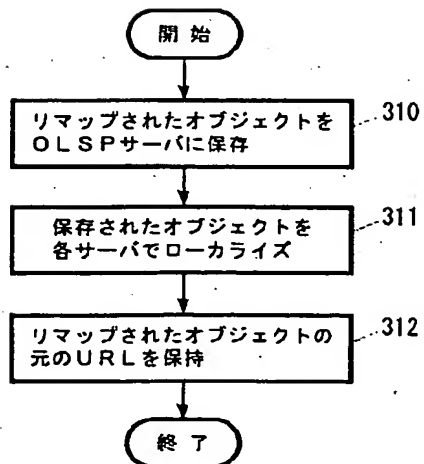 開始
リマップされたオブジェクトを
OLSPサーバに保存
310
保存されたオブジェクトを
各サーバでローカライズ
311
リマップされたオブジェクトの
元のURLを保持
312
終了